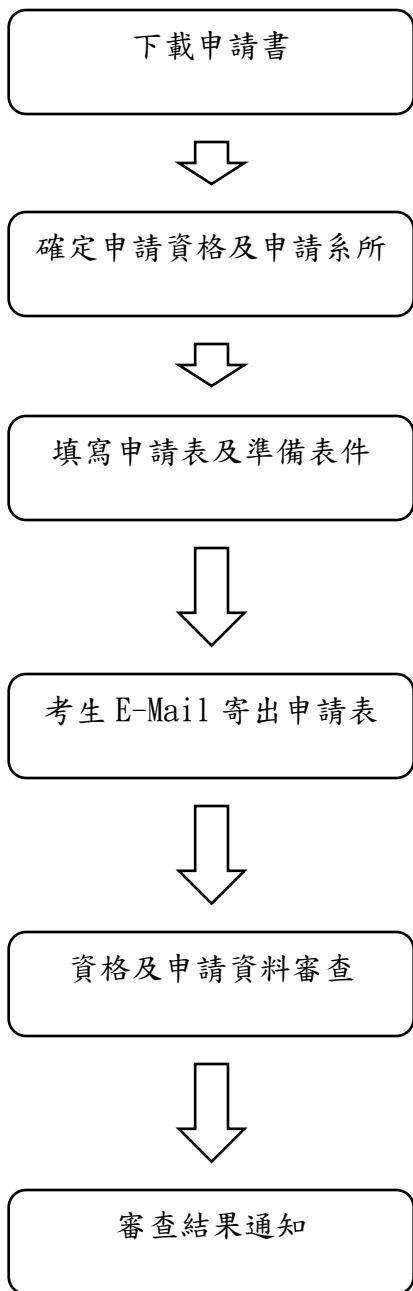 下載申請書
確定申請資格及申請系所
填寫申請表及準備表件
考生 E-Mail 寄出申請表
資格及申請資料審查
審查結果通知